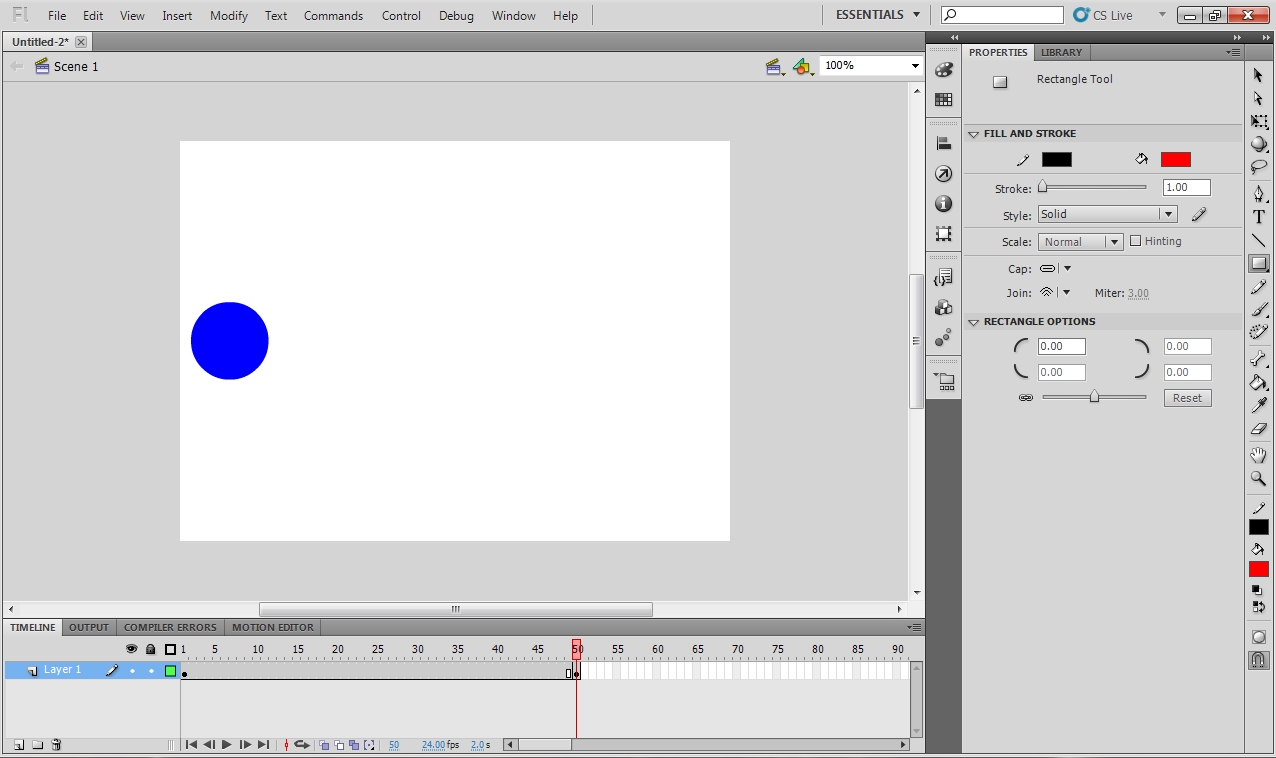 Fl File Edit View Insert Modify Text Commands Control Debug Window Help ESSENTIALS CS Live
Untitled-2*
Scene 1 100%
PROPERTIES LIBRARY
Rectangle Tool
FILL AND STROKE
Stroke: 1.00
Style: Solid
Scale: Normal Hinting
Cap:
Join: Miter: 3.00
RECTANGLE OPTIONS
0.00 0.00
0.00 0.00
Reset
T
TIMELINE OUTPUT COMPILER ERRORS MOTION EDITOR
1 5 10 15 20 25 30 35 40 45 50 55 60 65 70 75 80 85 90
Layer 1
50 24.00 fps 2.0 s